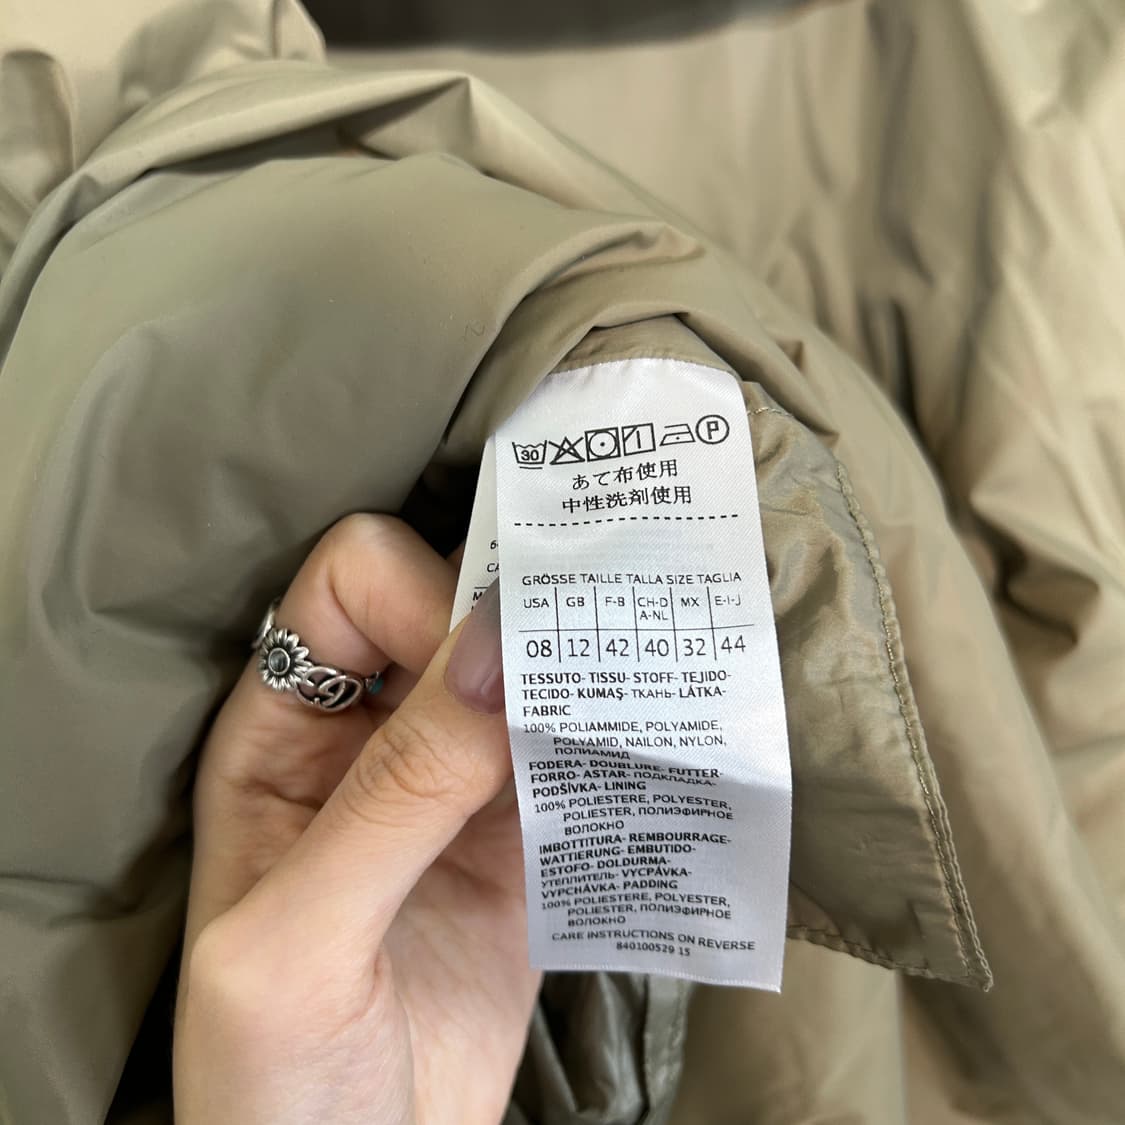 30 P
あて布使用
中性洗剤使用
GRÖSSE TAILLE TALLA SIZE TAGLIA
USA GB F-B CH-D A-NL MX E-I-J
08 12 42 40 32 44
TESSUTO- TISSU- STOFF- TEJIDO-
TECIDO- KUMAŞ- ТКАНЬ- LÁTKA-
FABRIC
100% POLIAMMIDE, POLYAMIDE,
POLYAMID, NAILON, NYLON,
ПОЛИАМИД
FODERA- DOUBLURE- FUTTER-
FORRO- ASTAR- ПОДКЛАДКА-
PODŠÍVKA- LINING
100% POLIESTERE, POLYESTER,
POLIESTER, ПОЛИЭФИРНОЕ
ВОЛОКНО
IMBOTTITURA- REMBOURRAGE-
WATTIERUNG- EMBUTIDO-
ESTOFO- DOLDURMA-
УТЕПЛИТЕЛЬ- VYCPÁVKA-
VYPCHÁVKA- PADDING
100% POLIESTERE, POLYESTER,
POLIESTER, ПОЛИЭФИРНОЕ
ВОЛОКНО
CARE INSTRUCTIONS ON REVERSE
840100529 15